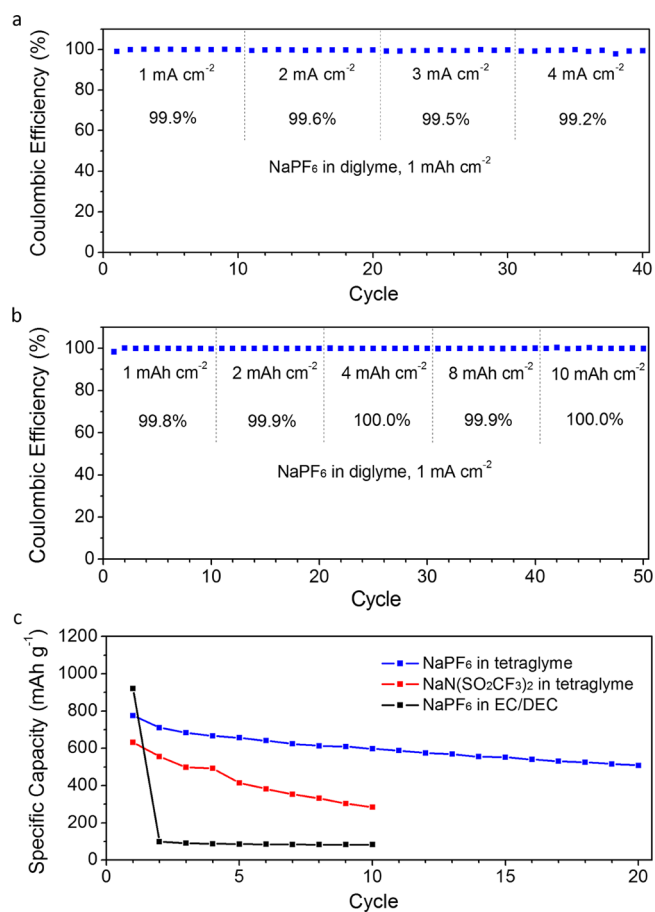 a
Coulombic Efficiency (%)
100
80
60
40
20
0
1 mA cm⁻²
2 mA cm⁻²
3 mA cm⁻²
4 mA cm⁻²
99.9%
99.6%
99.5%
99.2%
NaPF₆ in diglyme, 1 mAh cm⁻²
0
10
20
30
40
Cycle
b
Coulombic Efficiency (%)
100
80
60
40
20
0
1 mAh cm⁻²
2 mAh cm⁻²
4 mAh cm⁻²
8 mAh cm⁻²
10 mAh cm⁻²
99.8%
99.9%
100.0%
99.9%
100.0%
NaPF₆ in diglyme, 1 mA cm⁻²
0
10
20
30
40
50
Cycle
c
Specific Capacity (mAh g⁻¹)
1200
1000
800
600
400
200
0
NaPF₆ in tetraglyme
NaN(SO₂CF₃)₂ in tetraglyme
NaPF₆ in EC/DEC
0
5
10
15
20
Cycle